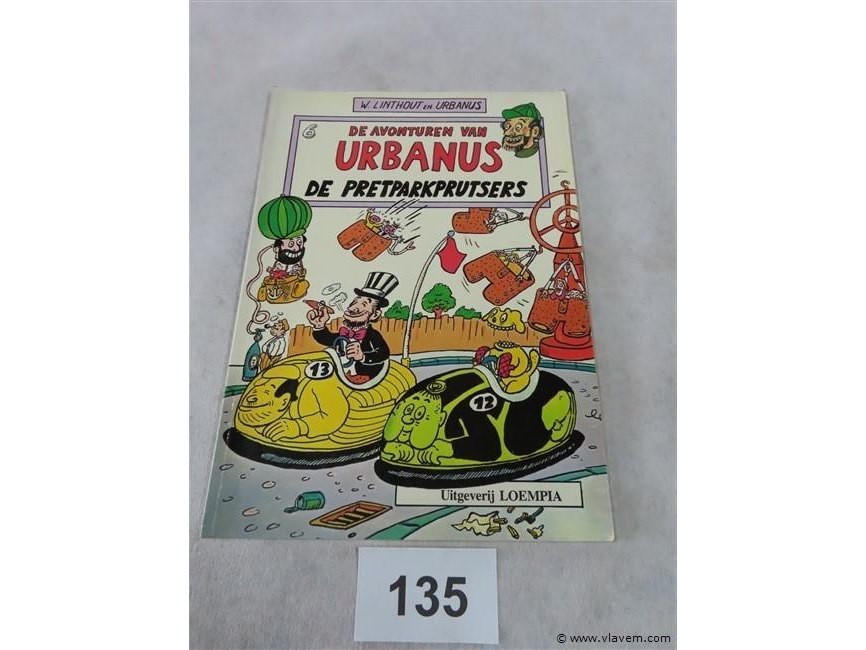 W. LINTHOUT EN URBANUS
6
DE AVONTUREN VAN
URBANUS
DE PRETPARKPRUTSERS
13
12
Uitgeverij LOEMPIA
135
© www.vlavem.com